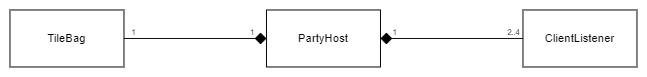 TileBag
1
1
PartyHost
1
2..4
ClientListener